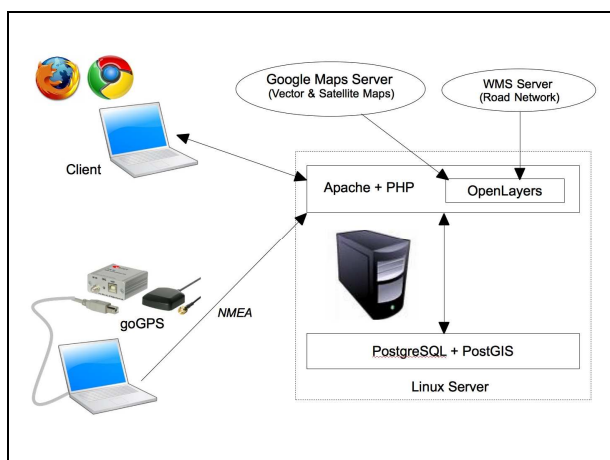 Google Maps Server
(Vector & Satellite Maps)
WMS Server
(Road Network)
Client
Apache + PHP
OpenLayers
goGPS
NMEA
PostgreSQL + PostGIS
Linux Server